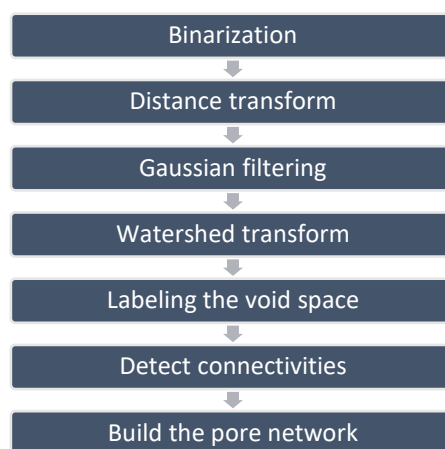 Binarization
Distance transform
Gaussian filtering
Watershed transform
Labeling the void space
Detect connectivities
Build the pore network